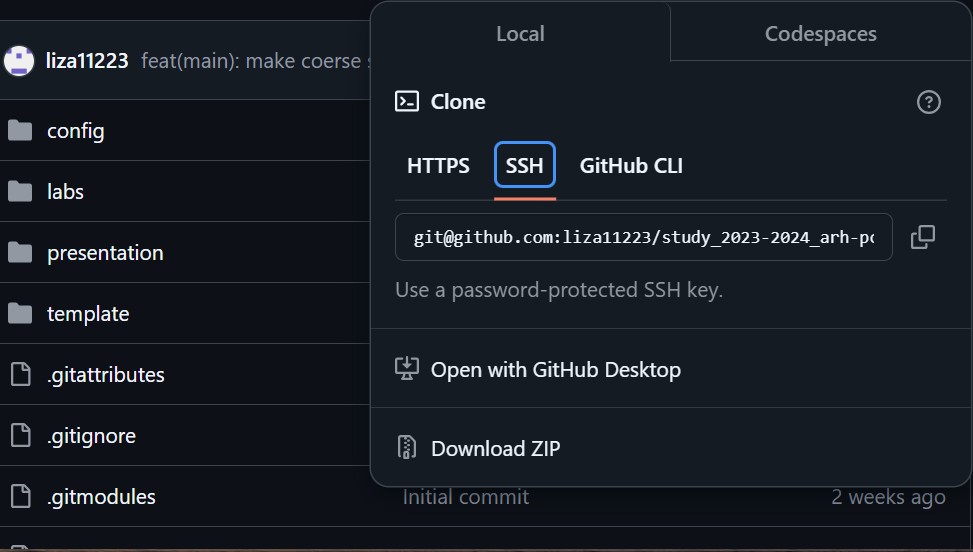 Local Codespaces
liza11223 feat(main): make coerse
Clone
config
HTTPS SSH GitHub CLI
labs
git@github.com:liza11223/study_2023-2024_arh-pc
presentation
Use a password-protected SSH key.
template
.gitattributes
Open with GitHub Desktop
.gitignore
Download ZIP
.gitmodules Initial commit 2 weeks ago